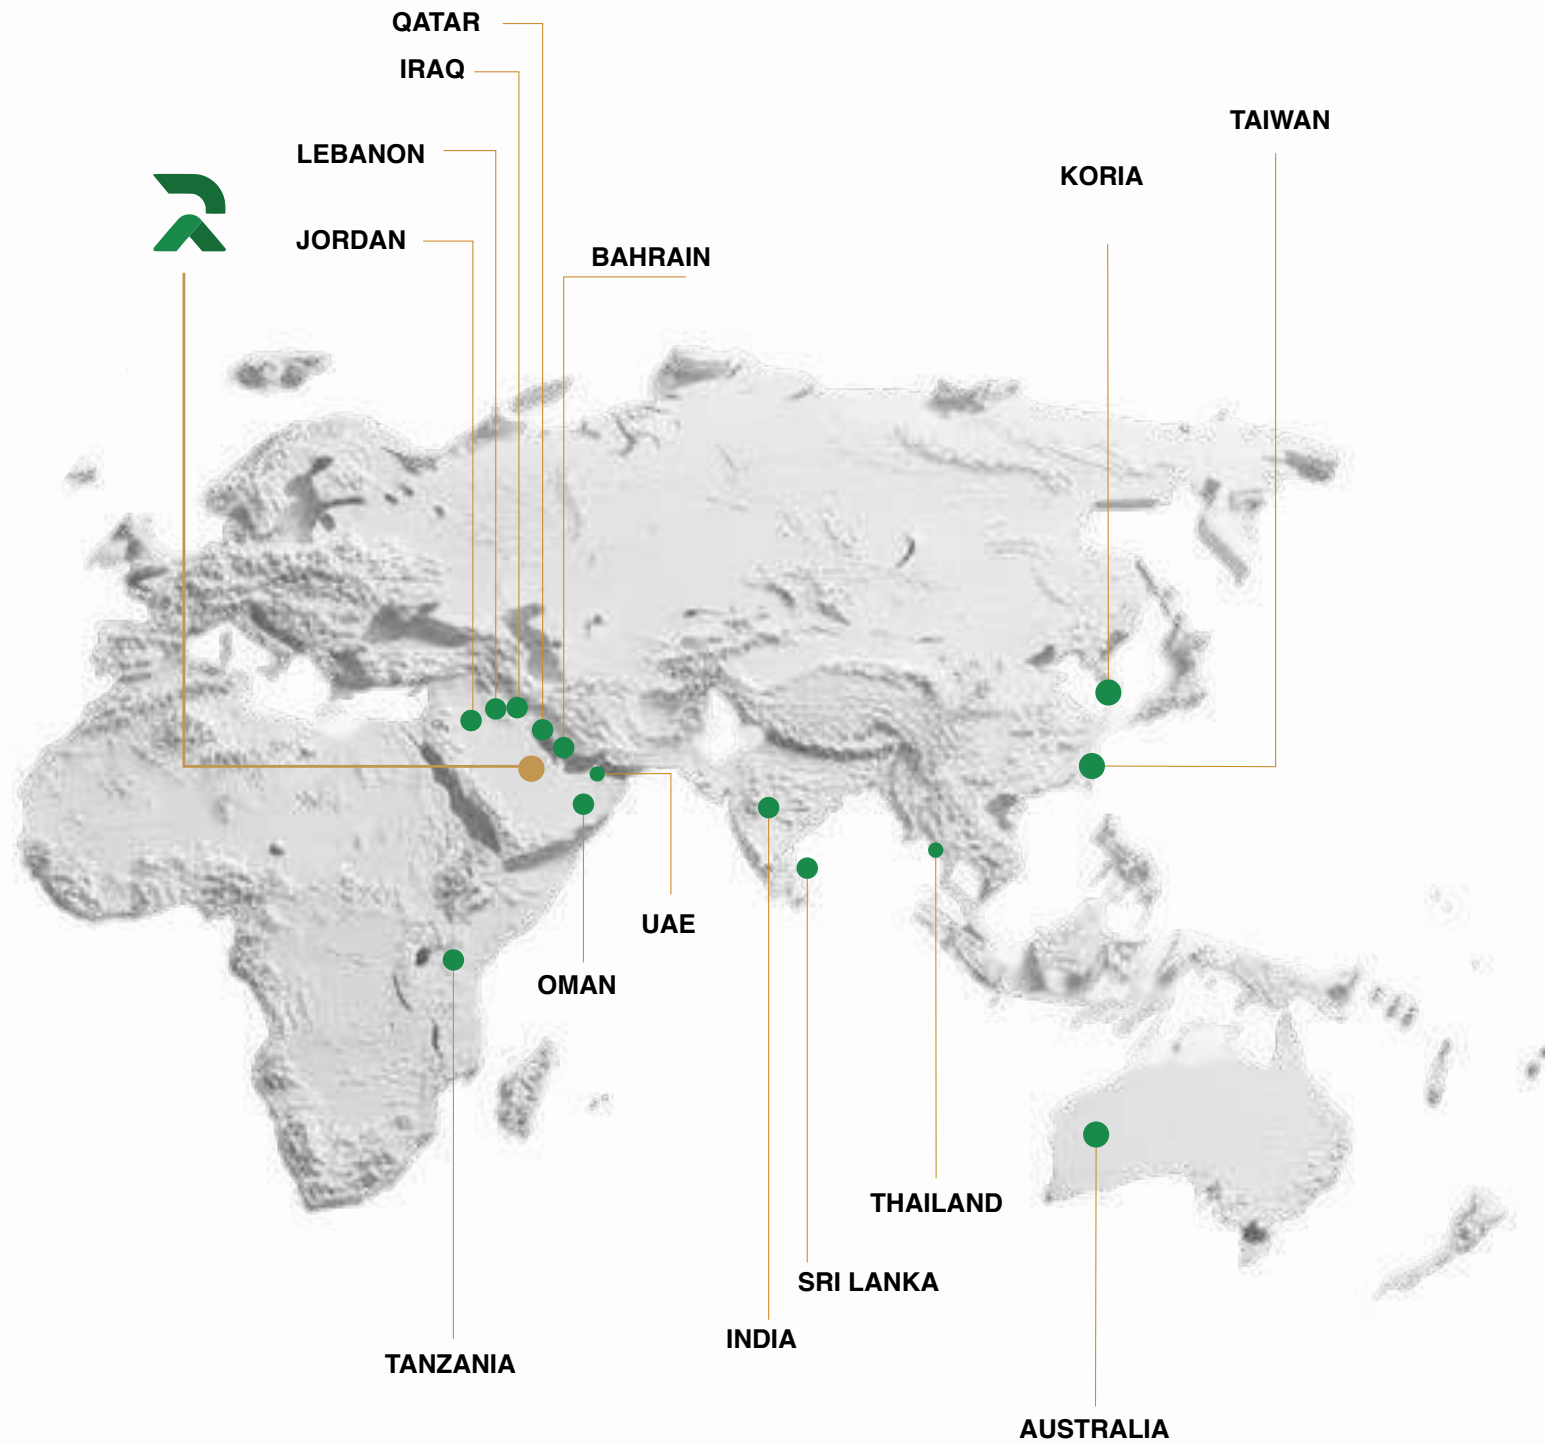 QATAR
IRAQ
TAIWAN
LEBANON
KORIA
JORDAN
BAHRAIN
UAE
OMAN
THAILAND
SRI LANKA
INDIA
TANZANIA
AUSTRALIA